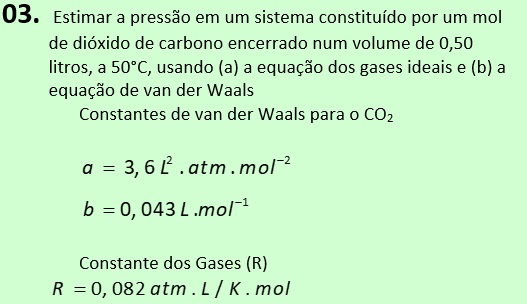 03. Estimar a pressão em um sistema constituído por um mol
de dióxido de carbono encerrado num volume de 0,50
litros, a 50°C, usando (a) a equação dos gases ideais e (b) a
equação de van der Waals
Constantes de van der Waals para o CO₂
a = 3,6 L² .atm.mol⁻²
b = 0,043 L .mol⁻¹
Constante dos Gases (R)
R = 0,082 atm . L / K . mol